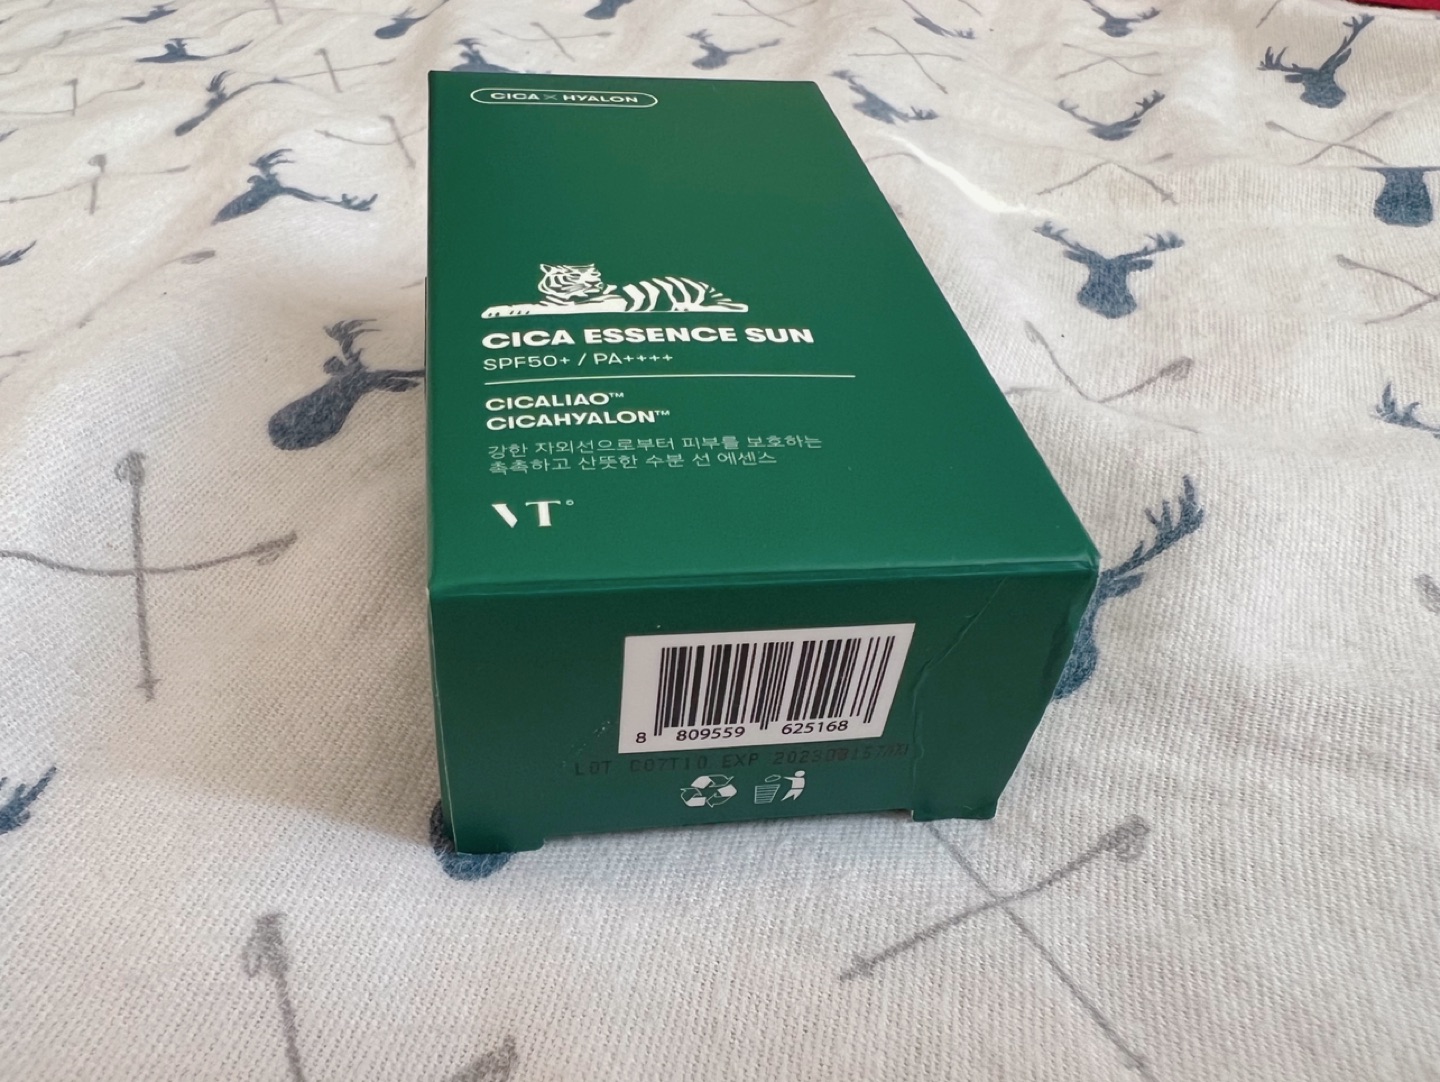 CICA × HYALON
CICA ESSENCE SUN
SPF50+ / PA++++
CICALIAO™
CICAHYALON™
강한 자외선으로부터 피부를 보호하는
촉촉하고 산뜻한 수분 선 에센스
VT
8 809559 625168
LOT EXP